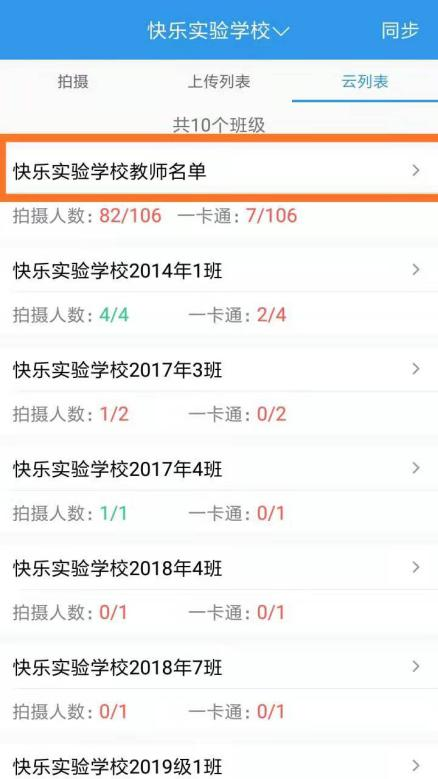 快乐实验学校 同步
拍摄 上传列表 云列表
共10个班级
快乐实验学校教师名单
拍摄人数: 82/106 一卡通: 7/106
快乐实验学校2014年1班
拍摄人数: 4/4 一卡通: 2/4
快乐实验学校2017年3班
拍摄人数: 1/2 一卡通: 0/2
快乐实验学校2017年4班
拍摄人数: 1/1 一卡通: 0/1
快乐实验学校2018年4班
拍摄人数: 0/1 一卡通: 0/1
快乐实验学校2018年7班
拍摄人数: 0/1 一卡通: 0/1
快乐实验学校2019级1班